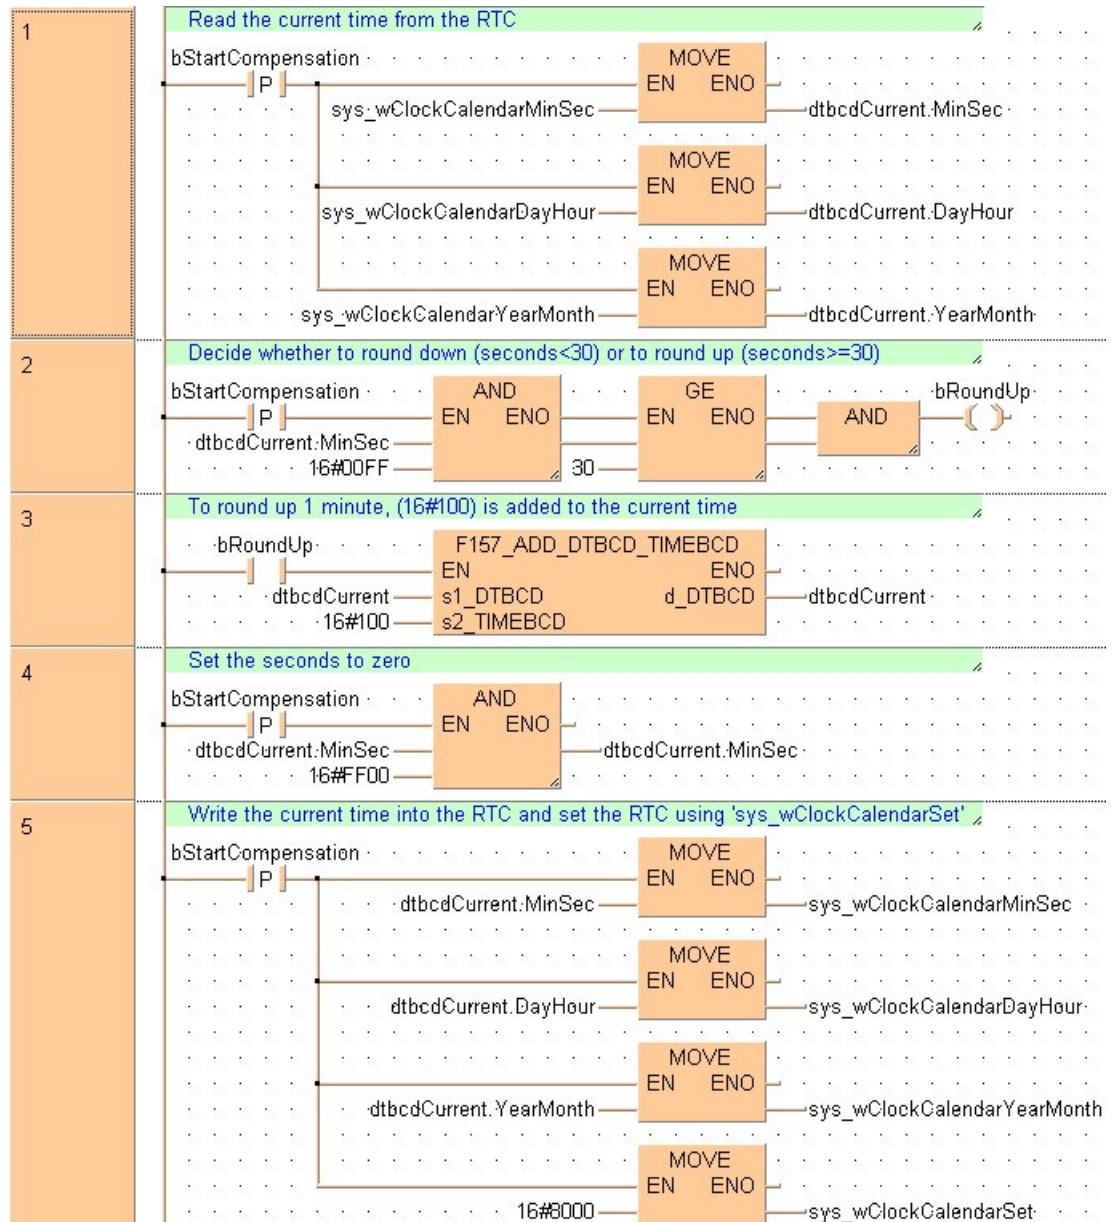 1
Read the current time from the RTC
bStartCompensation
MOVE
P
EN ENO
sys_wClockCalendarMinSec
dtbcdCurrent.MinSec
MOVE
EN ENO
sys_wClockCalendarDayHour
dtbcdCurrent.DayHour
MOVE
EN ENO
sys_wClockCalendarYearMonth
dtbcdCurrent.YearMonth
2
Decide whether to round down (seconds<30) or to round up (seconds>=30)
bStartCompensation
AND
GE
bRoundUp
P
EN ENO
EN ENO
AND
dtbcdCurrent.MinSec
16#00FF
30
3
To round up 1 minute, (16#100) is added to the current time
bRoundUp
F157_ADD_DTBCD_TIMEBCD
EN ENO
dtbcdCurrent
s1_DTBCD d_DTBCD
dtbcdCurrent
16#100
s2_TIMEBCD
4
Set the seconds to zero
bStartCompensation
AND
P
EN ENO
dtbcdCurrent.MinSec
dtbcdCurrent.MinSec
16#FF00
5
Write the current time into the RTC and set the RTC using 'sys_wClockCalendarSet'
bStartCompensation
MOVE
P
EN ENO
dtbcdCurrent.MinSec
sys_wClockCalendarMinSec
MOVE
EN ENO
dtbcdCurrent.DayHour
sys_wClockCalendarDayHour
MOVE
EN ENO
dtbcdCurrent.YearMonth
sys_wClockCalendarYearMonth
MOVE
EN ENO
16#8000
sys_wClockCalendarSet